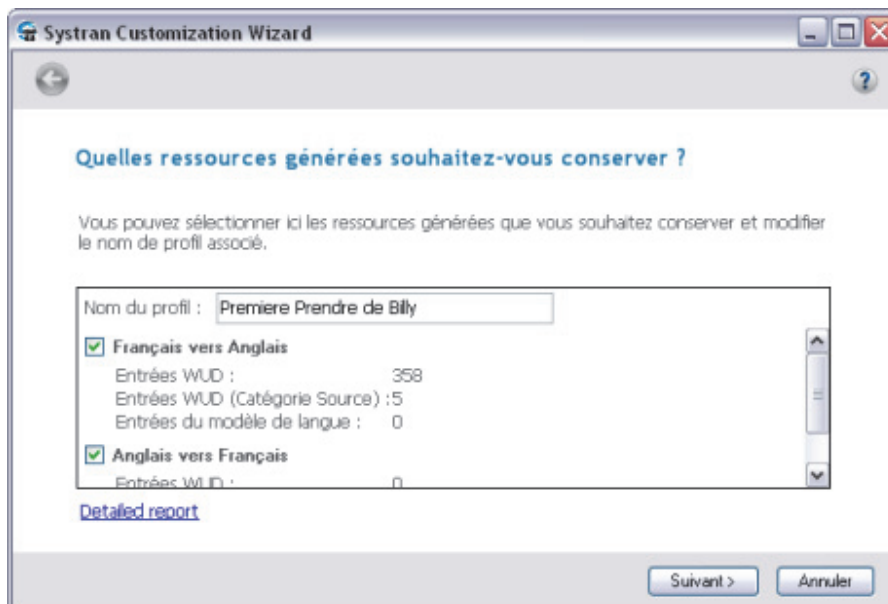 Systran Customization Wizard
Quelles ressources générées souhaitez-vous conserver ?
Vous pouvez sélectionner ici les ressources générées que vous souhaitez conserver et modifier
le nom de profil associé.
Nom du profil : Premiere Prendre de Billy
Français vers Anglais
Entrées WUD : 358
Entrées WUD (Catégorie Source) :5
Entrées du modèle de langue : 0
Anglais vers Français
Entrées WUD : 0
Detailed report
Suivant > Annuler